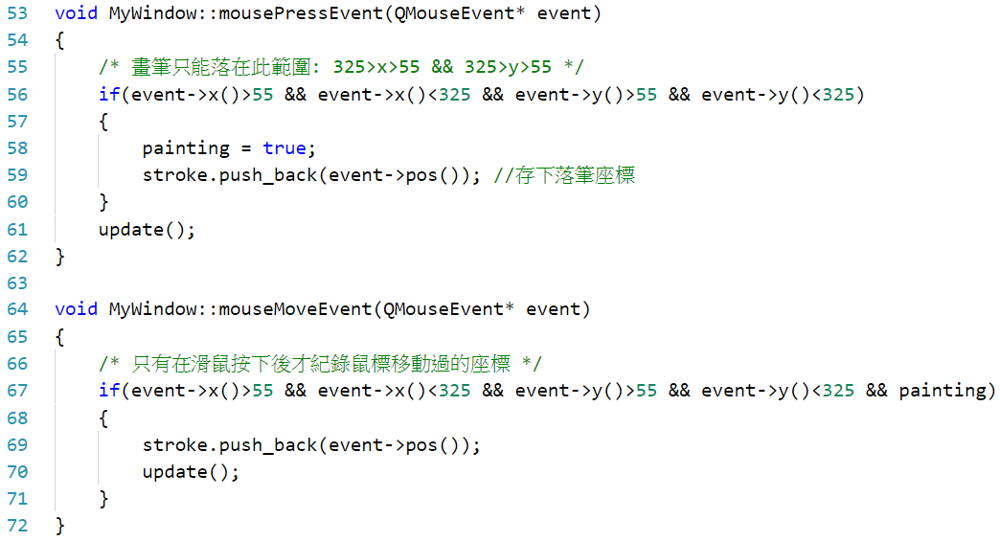 53 void MyWindow::mousePressEvent(QMouseEvent* event)
54 {
55     /* 畫筆只能落在此範圍: 325>x>55 && 325>y>55 */
56     if(event->x()>55 && event->x()<325 && event->y()>55 && event->y()<325)
57     {
58         painting = true;
59         stroke.push_back(event->pos()); //存下落筆座標
60     }
61     update();
62 }
63
64 void MyWindow::mouseMoveEvent(QMouseEvent* event)
65 {
66     /* 只有在滑鼠按下後才紀錄鼠標移動過的座標 */
67     if(event->x()>55 && event->x()<325 && event->y()>55 && event->y()<325 && painting)
68     {
69         stroke.push_back(event->pos());
70         update();
71     }
72 }